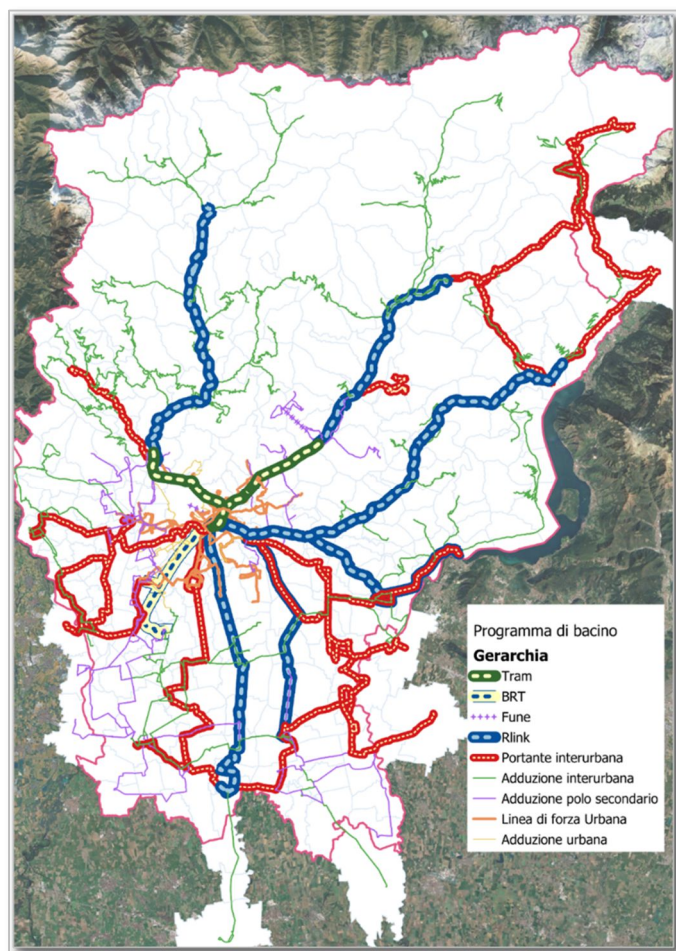 Programma di bacino
Gerarchia
Tram
BRT
Fune
Rlink
Portante interurbana
Adduzione interurbana
Adduzione polo secondario
Linea di forza Urbana
Adduzione urbana